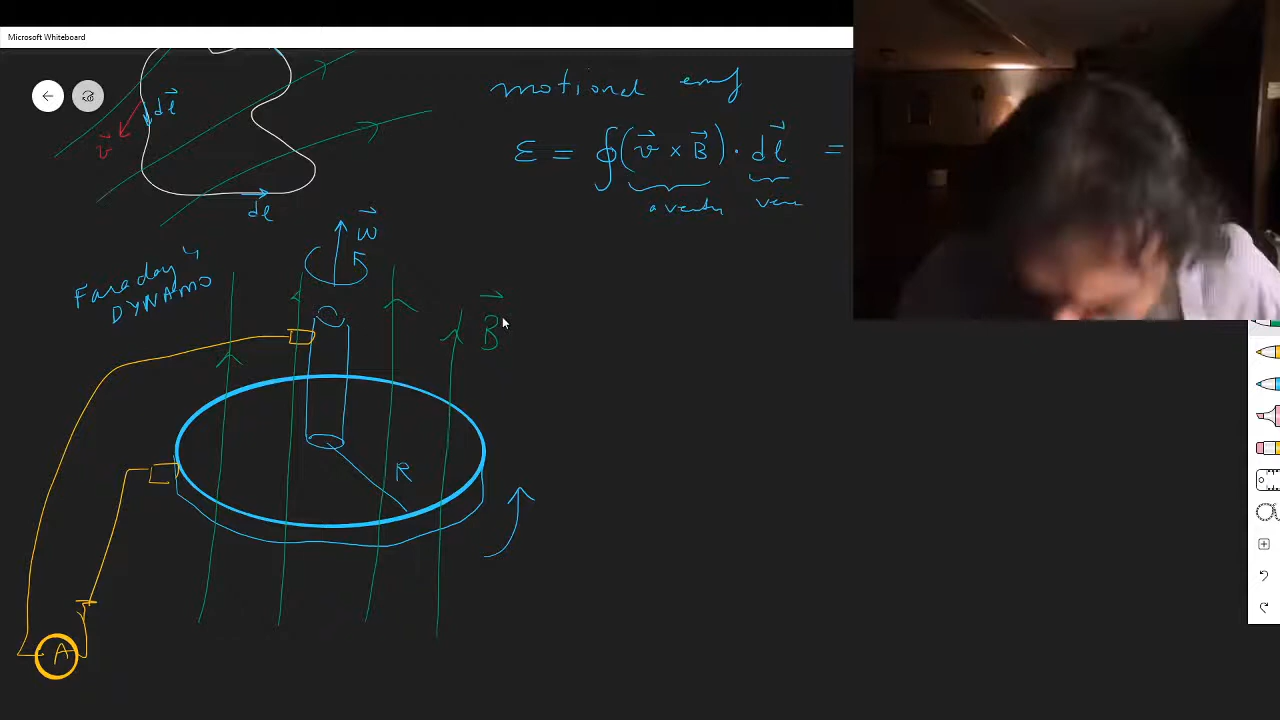 Microsoft Whiteboard
motional emf
dl⃗
v⃗
ε = ∮(v⃗ × B⃗) · dl⃗ =
dl
ω⃗
Faraday's
DYNAMO
B⃗
R
A